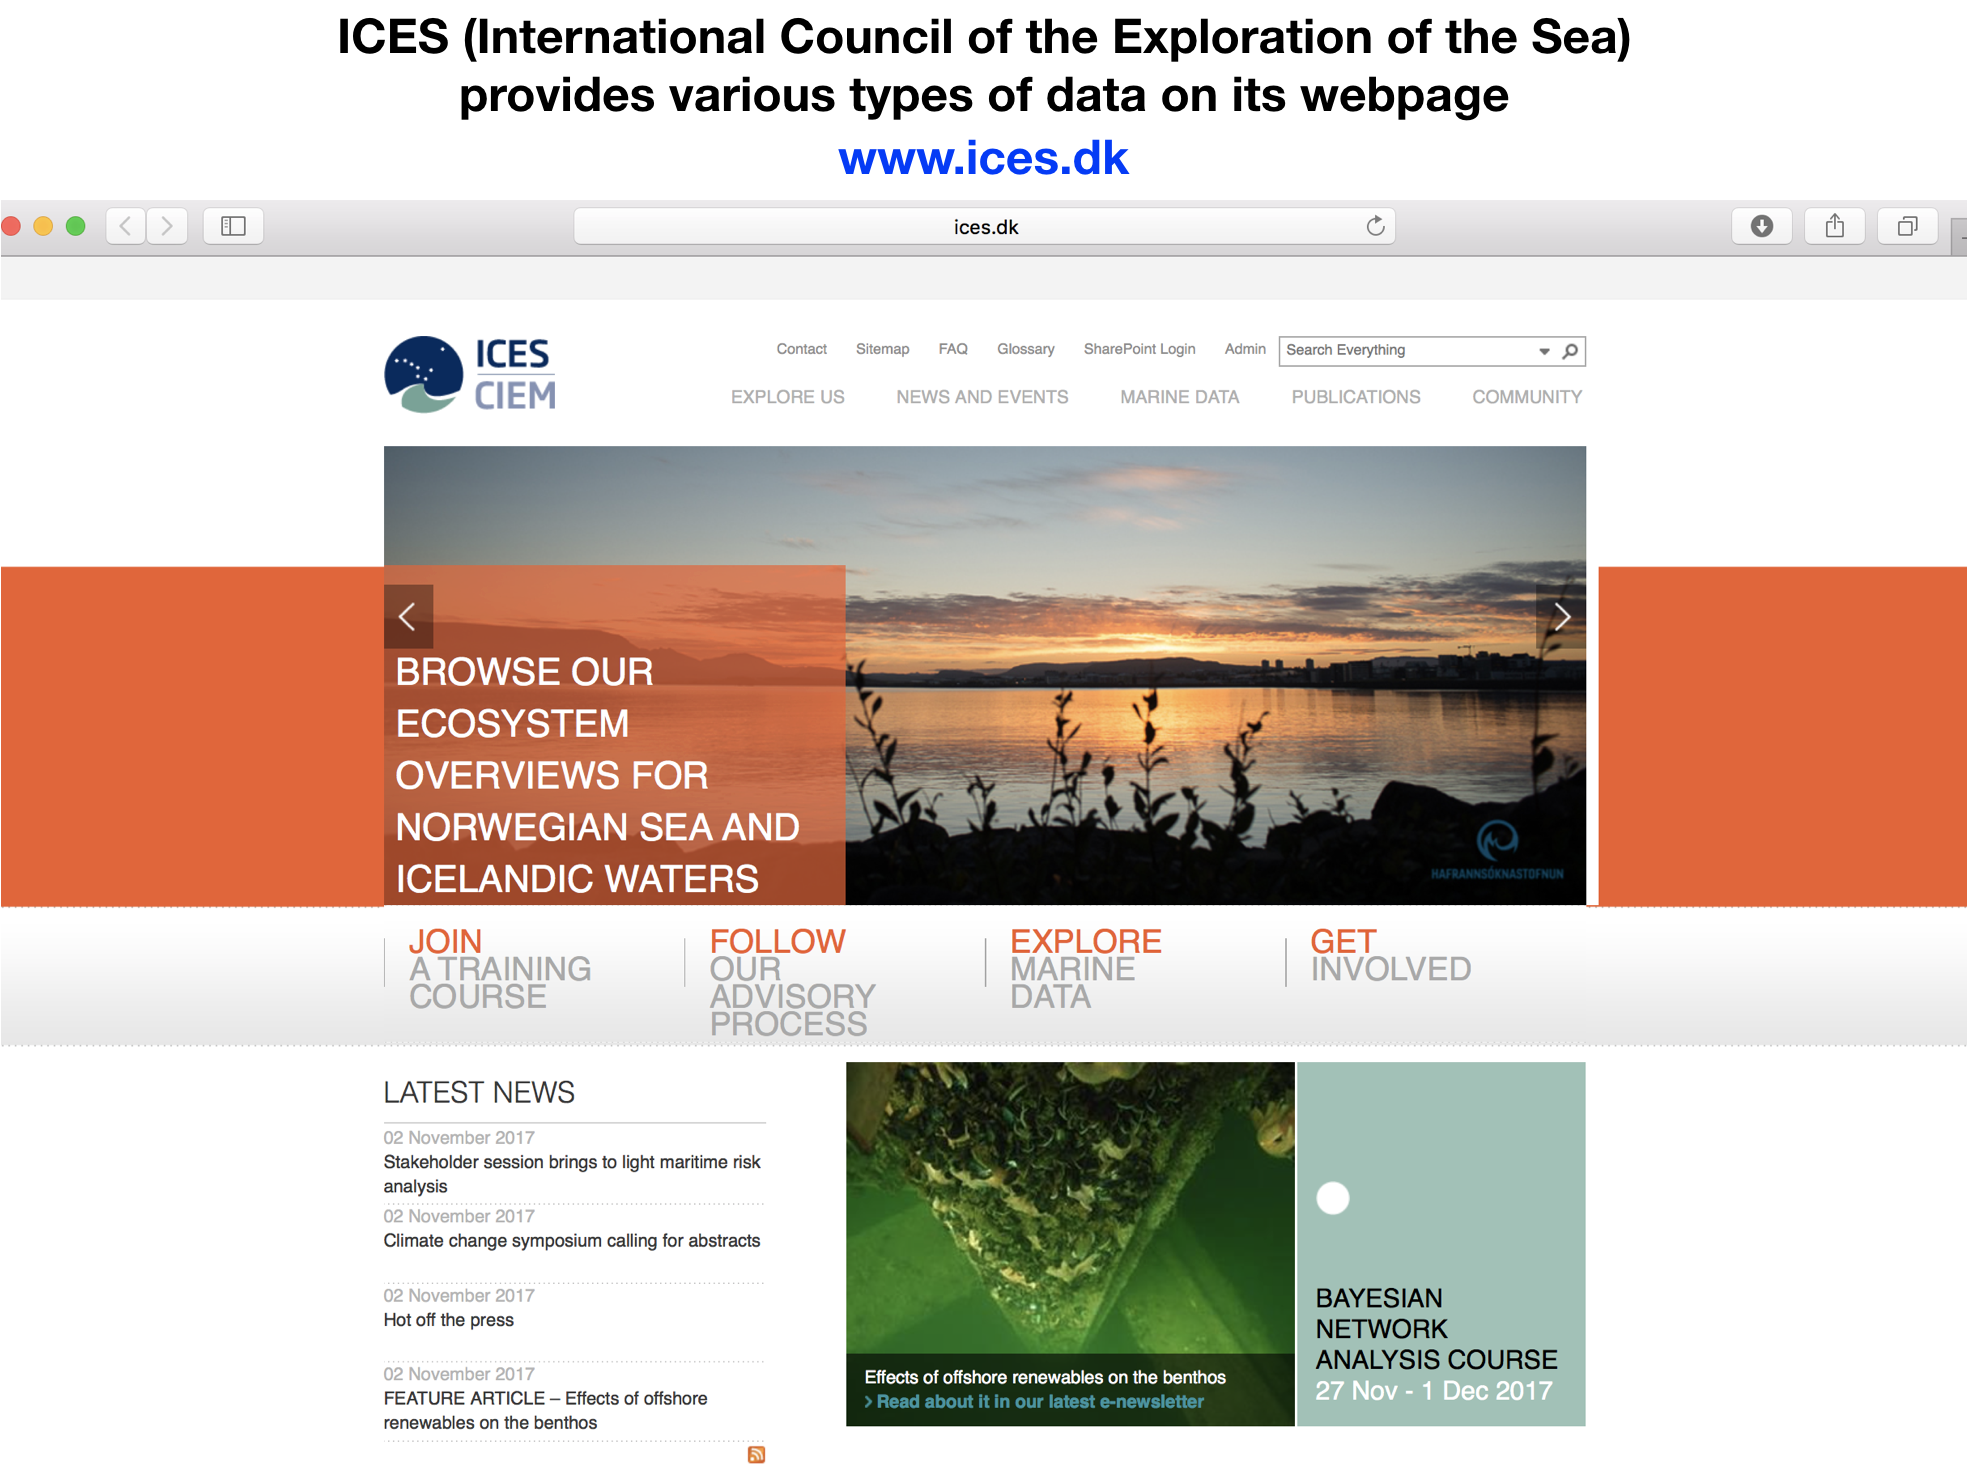 ICES (International Council of the Exploration of the Sea)
provides various types of data on its webpage
www.ices.dk
ices.dk
ICES
CIEM
Contact Sitemap FAQ Glossary SharePoint Login Admin Search Everything
EXPLORE US NEWS AND EVENTS MARINE DATA PUBLICATIONS COMMUNITY
BROWSE OUR
ECOSYSTEM
OVERVIEWS FOR
NORWEGIAN SEA AND
ICELANDIC WATERS
HAFRANNSÓKNASTOFNUN
JOIN
A TRAINING
COURSE
FOLLOW
OUR
ADVISORY
PROCESS
EXPLORE
MARINE
DATA
GET
INVOLVED
LATEST NEWS
02 November 2017
Stakeholder session brings to light maritime risk
analysis
02 November 2017
Climate change symposium calling for abstracts
02 November 2017
Hot off the press
02 November 2017
FEATURE ARTICLE – Effects of offshore
renewables on the benthos
Effects of offshore renewables on the benthos
> Read about it in our latest e-newsletter
BAYESIAN
NETWORK
ANALYSIS COURSE
27 Nov - 1 Dec 2017